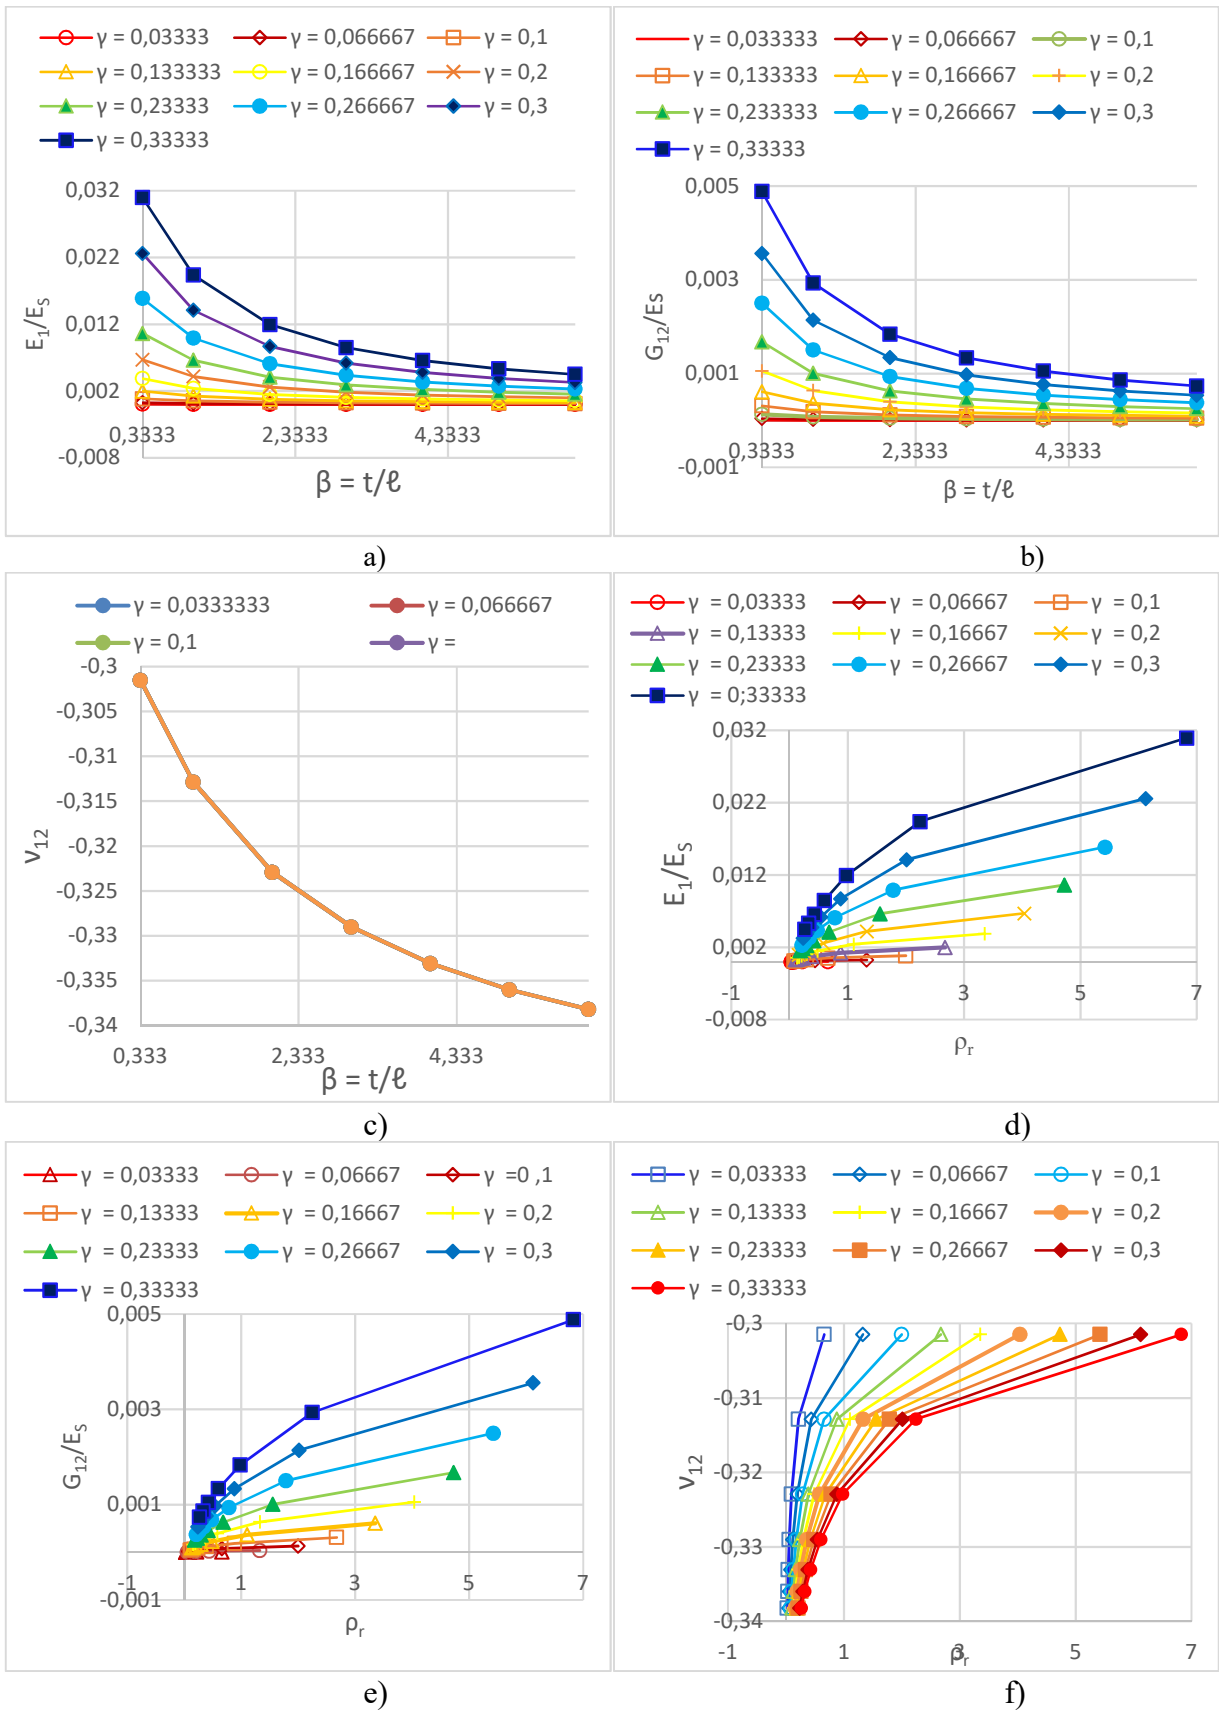 γ = 0,03333 γ = 0,066667 γ = 0,1
γ = 0,133333 γ = 0,166667 γ = 0,2
γ = 0,23333 γ = 0,266667 γ = 0,3
γ = 0,33333
0,032
0,022
0,012
0,002
-0,008
E₁/E_S
0,3333 2,3333 4,3333
β = t/ℓ
a)
γ = 0,033333 γ = 0,066667 γ = 0,1
γ = 0,133333 γ = 0,166667 γ = 0,2
γ = 0,233333 γ = 0,266667 γ = 0,3
γ = 0,33333
0,005
0,003
0,001
-0,001
G₁₂/Es
0,3333 2,3333 4,3333
β = t/ℓ
b)
γ = 0,0333333 γ = 0,066667
γ = 0,1 γ =
-0,3
-0,305
-0,31
-0,315
-0,32
-0,325
-0,33
-0,335
-0,34
ν₁₂
0,333 2,333 4,333
β = t/ℓ
c)
γ = 0,03333 γ = 0,06667 γ = 0,1
γ = 0,13333 γ = 0,16667 γ = 0,2
γ = 0,23333 γ = 0,26667 γ = 0,3
γ = 0;33333
0,032
0,022
0,012
0,002
-0,008
E₁/E_S
-1 1 3 5 7
ρ_r
d)
γ = 0,03333 γ = 0,06667 γ =0 ,1
γ = 0,13333 γ = 0,16667 γ = 0,2
γ = 0,23333 γ = 0,26667 γ = 0,3
γ = 0,33333
0,005
0,003
0,001
-0,001
G₁₂/E_S
-1 1 3 5 7
ρ_r
e)
γ = 0,03333 γ = 0,06667 γ = 0,1
γ = 0,13333 γ = 0,16667 γ = 0,2
γ = 0,23333 γ = 0,26667 γ = 0,3
γ = 0,33333
-0,3
-0,31
-0,32
-0,33
-0,34
ν₁₂
-1 1 3 5 7
ρ_r
f)